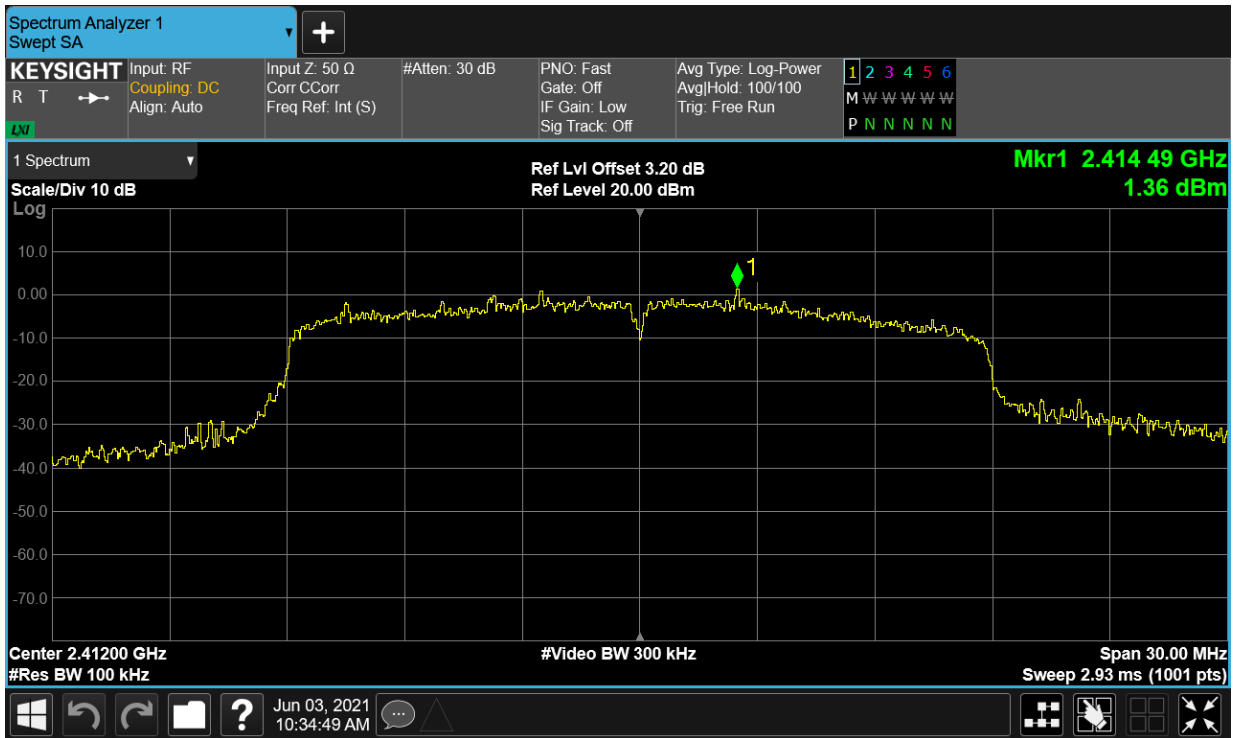 Spectrum Analyzer 1
Swept SA
KEYSIGHT
R T
LXI
Input: RF
Coupling: DC
Align: Auto
Input Z: 50 Ω
Corr CCorr
Freq Ref: Int (S)
#Atten: 30 dB
PNO: Fast
Gate: Off
IF Gain: Low
Sig Track: Off
Avg Type: Log-Power
Avg|Hold: 100/100
Trig: Free Run
1 2 3 4 5 6
M W W W W W
P N N N N N
1 Spectrum
Scale/Div 10 dB
Log
Ref Lvl Offset 3.20 dB
Ref Level 20.00 dBm
Mkr1 2.414 49 GHz
1.36 dBm
10.0
0.00
-10.0
-20.0
-30.0
-40.0
-50.0
-60.0
-70.0
1
Center 2.41200 GHz
#Res BW 100 kHz
#Video BW 300 kHz
Span 30.00 MHz
Sweep 2.93 ms (1001 pts)
?
Jun 03, 2021
10:34:49 AM